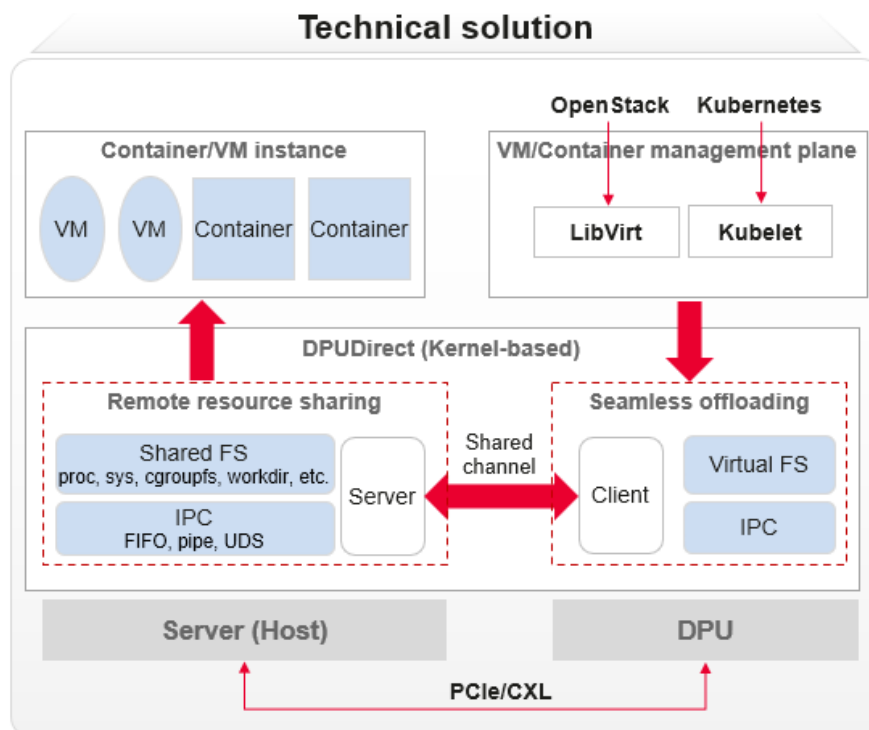 Technical solution
OpenStack
Kubernetes
Container/VM instance
VM/Container management plane
VM
VM
Container
Container
LibVirt
Kubelet
DPUDirect (Kernel-based)
Remote resource sharing
Seamless offloading
Shared FS
proc, sys, cgroupfs, workdir, etc.
IPC
FIFO, pipe, UDS
Server
Shared
channel
Client
Virtual FS
IPC
Server (Host)
DPU
PCIe/CXL